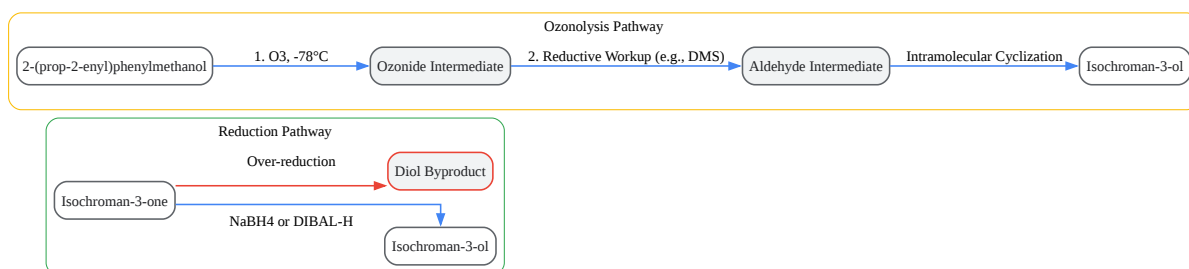 Ozonolysis Pathway
2-(prop-2-enyl)phenylmethanol
1. O3, -78°C
Ozonide Intermediate
2. Reductive Workup (e.g., DMS)
Aldehyde Intermediate
Intramolecular Cyclization
Isochroman-3-ol
Reduction Pathway
Over-reduction
Diol Byproduct
Isochroman-3-one
NaBH4 or DIBAL-H
Isochroman-3-ol